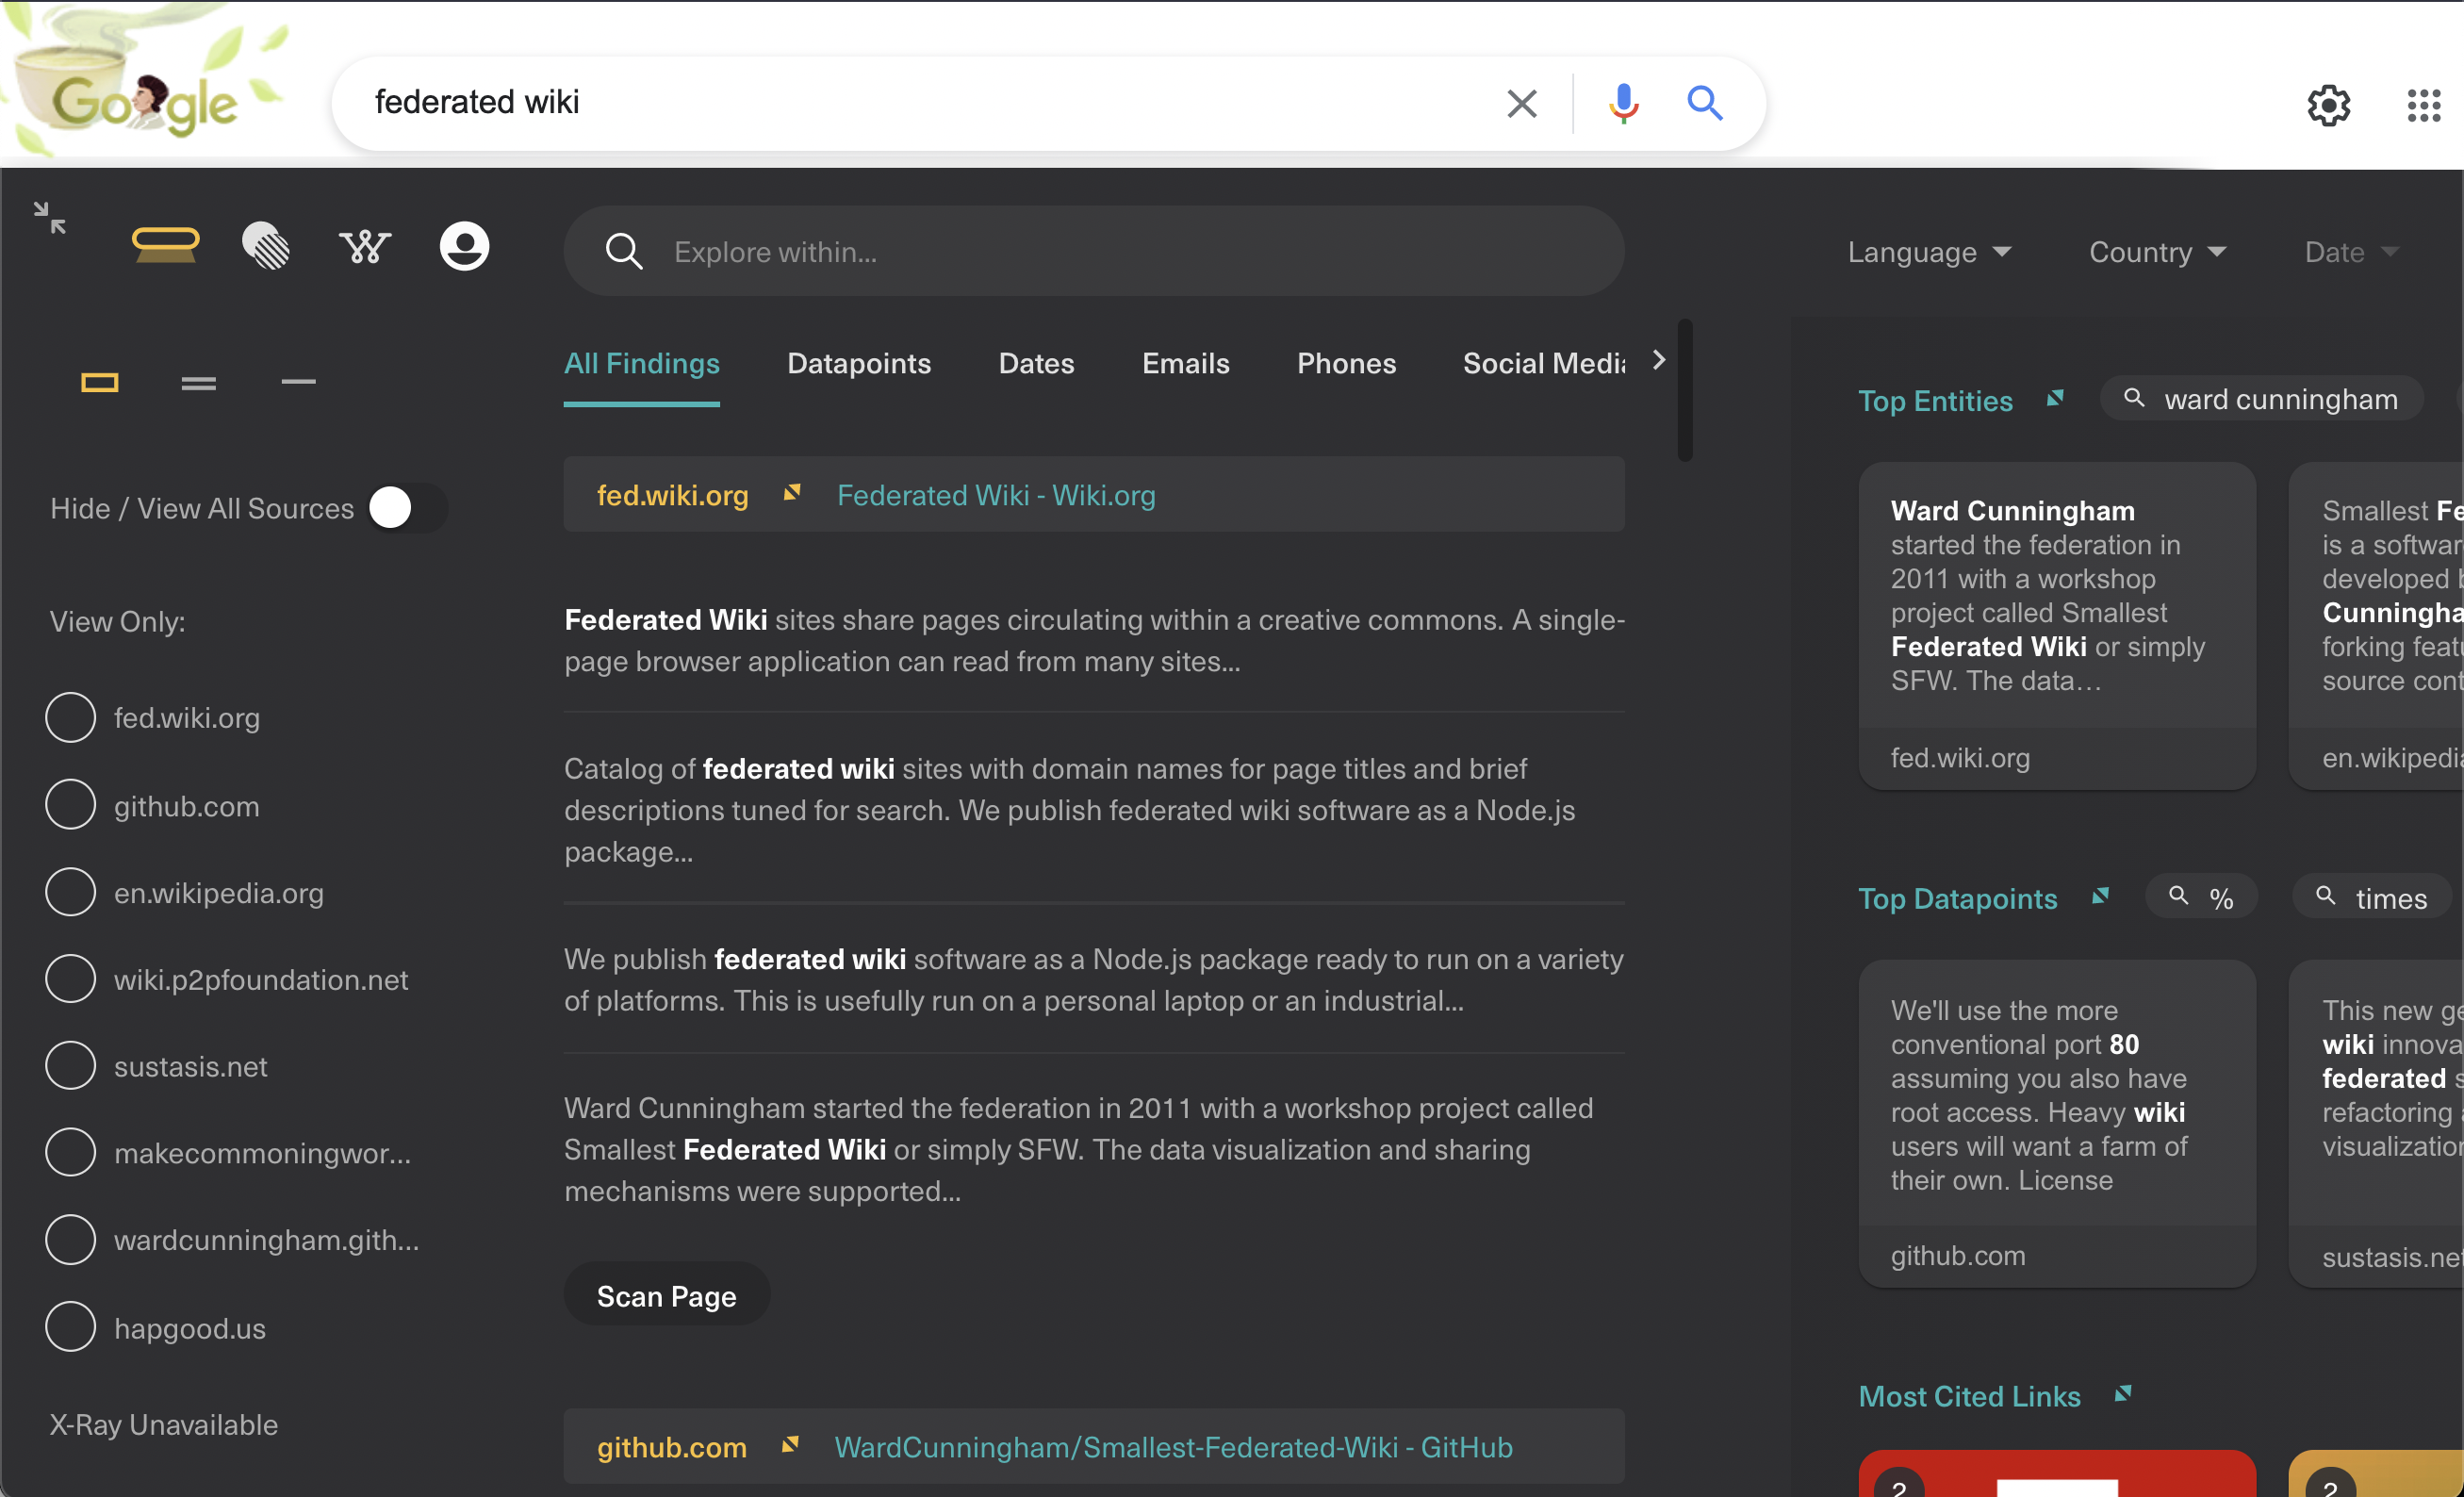 Google
federated wiki
Explore within...
Language
Country
Date
All Findings
Datapoints
Dates
Emails
Phones
Social Media
Hide / View All Sources
View Only:
fed.wiki.org
github.com
en.wikipedia.org
wiki.p2pfoundation.net
sustasis.net
makecommoningwor...
wardcunningham.gith...
hapgood.us
X-Ray Unavailable
fed.wiki.org Federated Wiki - Wiki.org
Federated Wiki sites share pages circulating within a creative commons. A single-
page browser application can read from many sites...
Catalog of federated wiki sites with domain names for page titles and brief
descriptions tuned for search. We publish federated wiki software as a Node.js
package...
We publish federated wiki software as a Node.js package ready to run on a variety
of platforms. This is usefully run on a personal laptop or an industrial...
Ward Cunningham started the federation in 2011 with a workshop project called
Smallest Federated Wiki or simply SFW. The data visualization and sharing
mechanisms were supported...
Scan Page
github.com WardCunningham/Smallest-Federated-Wiki - GitHub
Top Entities
ward cunningham
Ward Cunningham
started the federation in
2011 with a workshop
project called Smallest
Federated Wiki or simply
SFW. The data...
fed.wiki.org
Smallest Fe
is a softwar
developed b
Cunningha
forking featu
source cont
en.wikipedia
Top Datapoints
%
times
We'll use the more
conventional port 80
assuming you also have
root access. Heavy wiki
users will want a farm of
their own. License
github.com
This new ge
wiki innova
federated s
refactoring a
visualization
sustasis.net
Most Cited Links
2
2